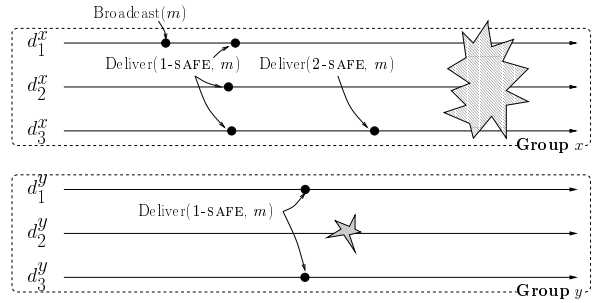 Broadcast(m)
d₁ˣ
Deliver(1-SAFE, m) Deliver(2-SAFE, m)
d₂ˣ
d₃ˣ
Group x
d₁ʸ
Deliver(1-SAFE, m)
d₂ʸ
d₃ʸ
Group y